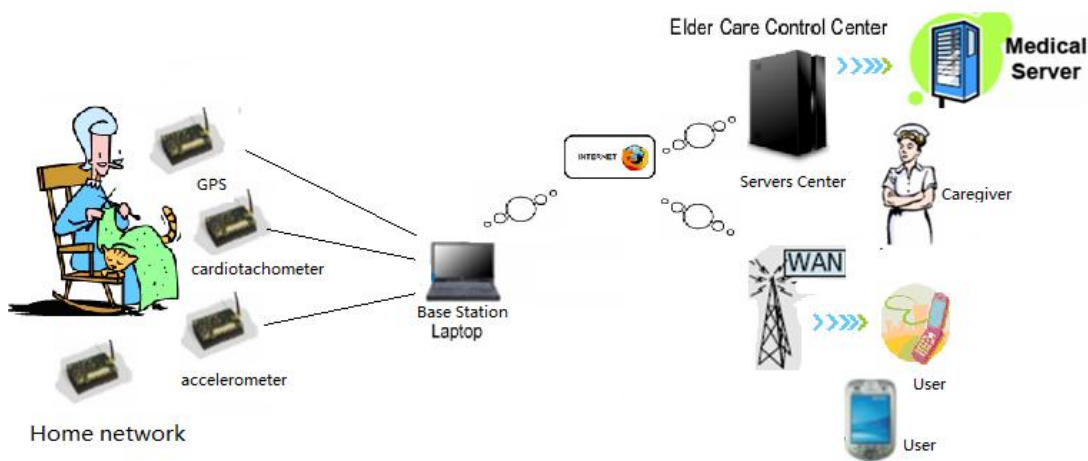 Elder Care Control Center
Medical
Server
INTERNET
GPS
Servers Center
Caregiver
cardiotachometer
WAN
Base Station
Laptop
accelerometer
User
Home network
User